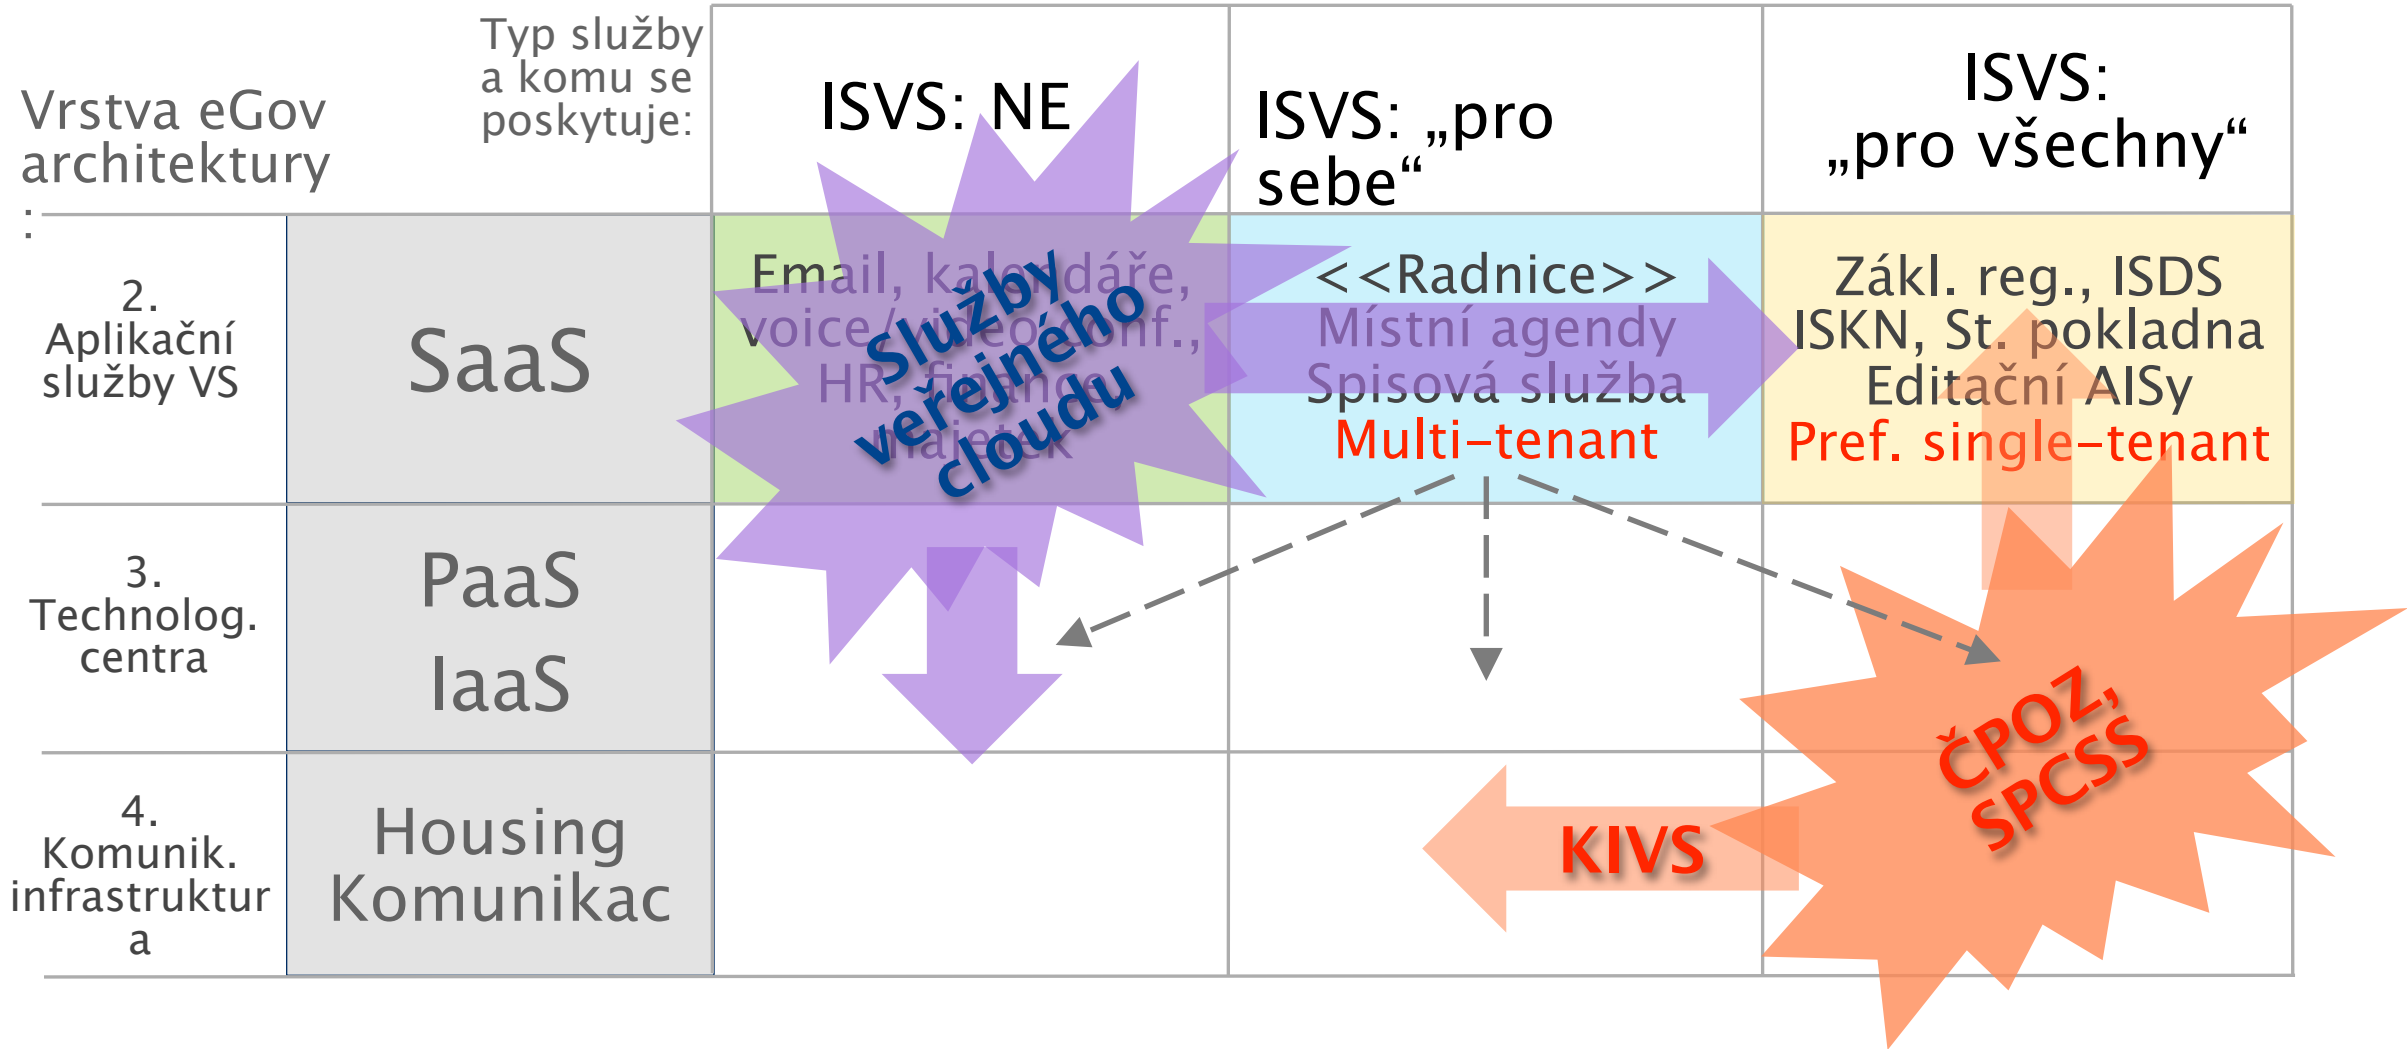 Typ služby
a komu se
poskytuje:
Vrstva eGov
architektury
:
ISVS: NE
ISVS: „pro
sebe“
ISVS:
„pro všechny“
2.
Aplikační
služby VS
SaaS
Email, kalendáře,
voice/video conf.,
HR, finance,
majetek
Služby
veřejného
cloudu
<<Radnice>>
Místní agendy
Spisová služba
Multi-tenant
Zákl. reg., ISDS
ISKN, St. pokladna
Editační AISy
Pref. single-tenant
3.
Technolog.
centra
PaaS
IaaS
ČPOZ,
SPCSS
4.
Komunik.
infrastruktur
a
Housing
Komunikac
KIVS